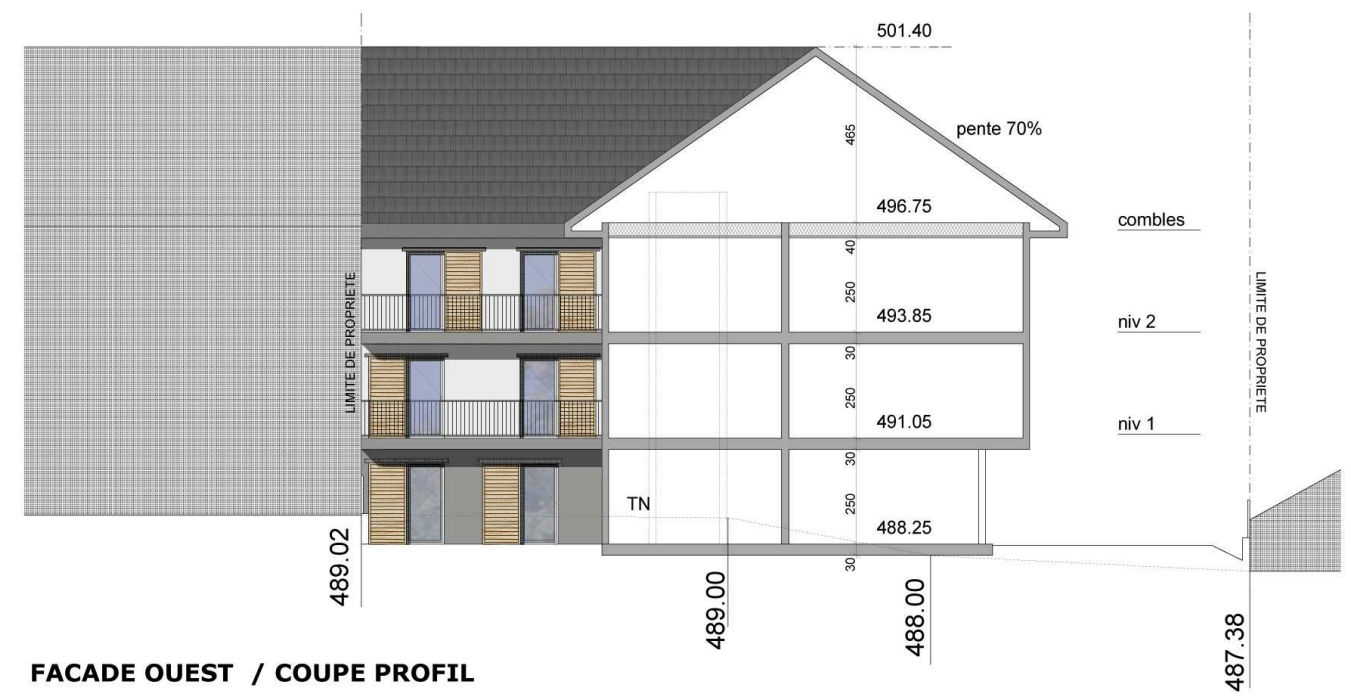 501.40
pente 70%
465
496.75
combles
40
250
493.85
niv 2
30
250
491.05
niv 1
30
250
488.25
30
TN
LIMITE DE PROPRIETE
LIMITE DE PROPRIETE
489.02
489.00
488.00
487.38
FACADE OUEST / COUPE PROFIL